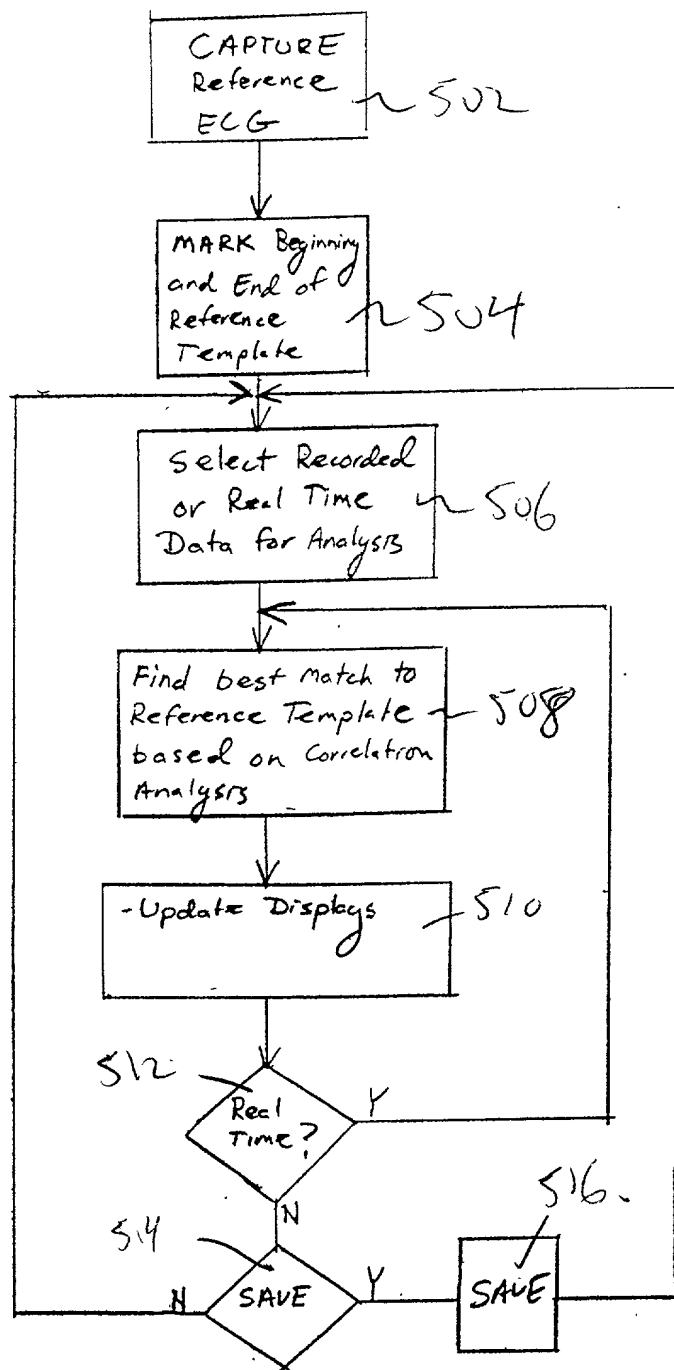 CAPTURE
Reference
ECG
502
MARK Beginning
and End of
Reference
Template
504
Select Recorded
or Real Time
Data for Analysis
506
Find best Match to
Reference Template
based on Correlation
Analysis
508
-Update Displays
510
512
Real
Time?
Y
N
514
SAVE
N
Y
516.
SAVE